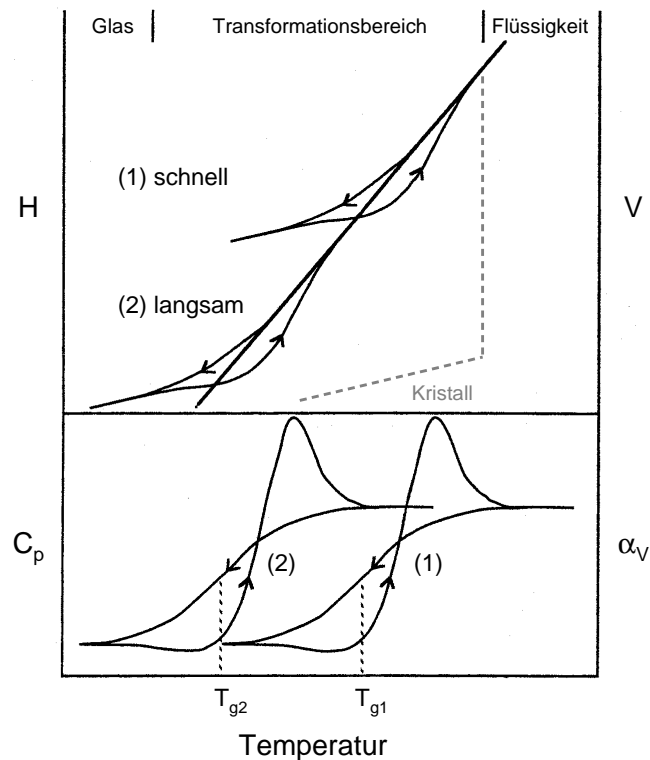 Glas
Transformationsbereich
Flüssigkeit
(1) schnell
H
V
(2) langsam
Kristall
Cp
αV
(2)
(1)
Tg2
Tg1
Temperatur